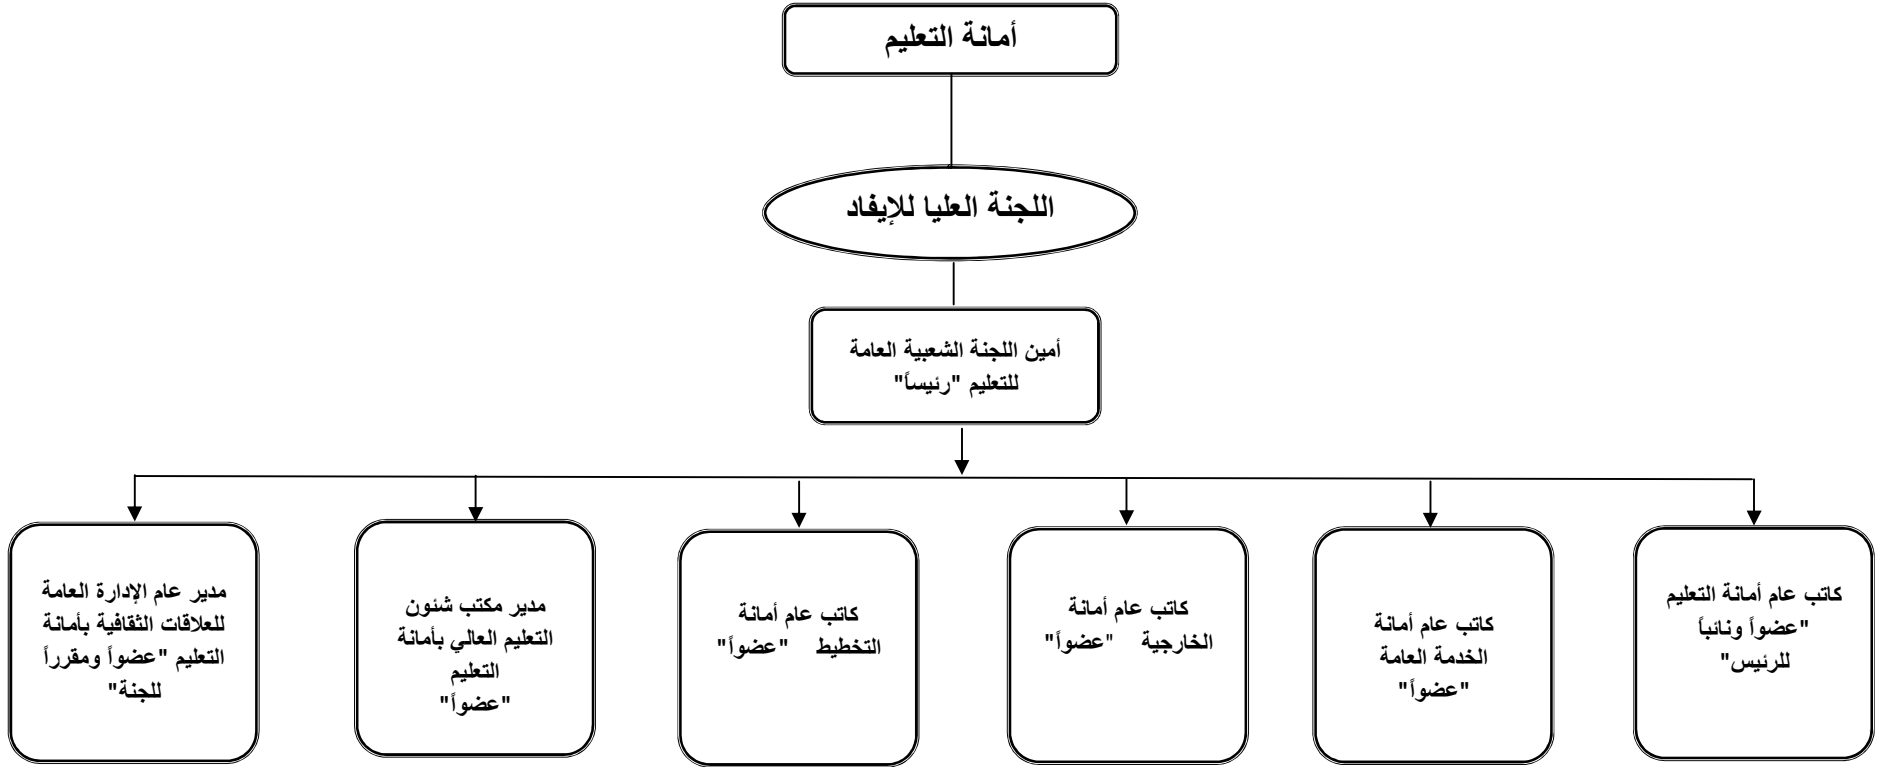 أمانة التعليم
اللجنة العليا للإيفاد
أمين اللجنة الشعبية العامة
للتعليم "رئيساً"
كاتب عام أمانة التعليم
"عضواً ونائباً
للرئيس"
كاتب عام أمانة
الخدمة العامة
"عضواً"
كاتب عام أمانة
الخارجية "عضواً"
كاتب عام أمانة
التخطيط "عضواً"
مدير مكتب شئون
التعليم العالي بأمانة
التعليم
"عضواً"
مدير عام الإدارة العامة
للعلاقات الثقافية بأمانة
التعليم "عضواً ومقرراً
للجنة"